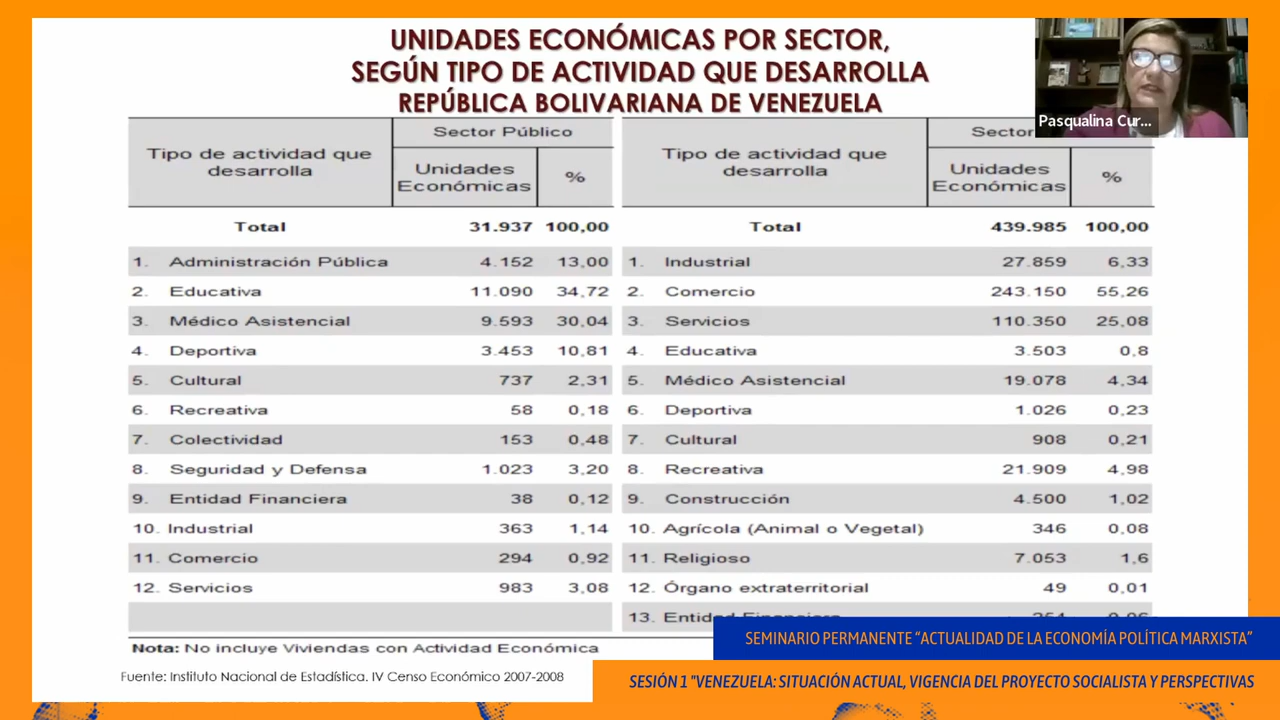 UNIDADES ECONÓMICAS POR SECTOR,
SEGÚN TIPO DE ACTIVIDAD QUE DESARROLLA
REPÚBLICA BOLIVARIANA DE VENEZUELA
Pasqualina Cur...
Tipo de actividad que desarrolla
Sector Público
Unidades Económicas
%
Total 31.937 100,00
1. Administración Pública 4.152 13,00
2. Educativa 11.090 34,72
3. Médico Asistencial 9.593 30,04
4. Deportiva 3.453 10,81
5. Cultural 737 2,31
6. Recreativa 58 0,18
7. Colectividad 153 0,48
8. Seguridad y Defensa 1.023 3,20
9. Entidad Financiera 38 0,12
10. Industrial 363 1,14
11. Comercio 294 0,92
12. Servicios 983 3,08
Tipo de actividad que desarrolla
Sector
Unidades Económicas
%
Total 439.985 100,00
1. Industrial 27.859 6,33
2. Comercio 243.150 55,26
3. Servicios 110.350 25,08
4. Educativa 3.503 0,8
5. Médico Asistencial 19.078 4,34
6. Deportiva 1.026 0,23
7. Cultural 908 0,21
8. Recreativa 21.909 4,98
9. Construcción 4.500 1,02
10. Agrícola (Animal o Vegetal) 346 0,08
11. Religioso 7.053 1,6
12. Órgano extraterritorial 49 0,01
13. Entidad Financiera
Nota: No incluye Viviendas con Actividad Económica
Fuente: Instituto Nacional de Estadística. IV Censo Económico 2007-2008
SEMINARIO PERMANENTE “ACTUALIDAD DE LA ECONOMÍA POLÍTICA MARXISTA”
SESIÓN 1 "VENEZUELA: SITUACIÓN ACTUAL, VIGENCIA DEL PROYECTO SOCIALISTA Y PERSPECTIVAS